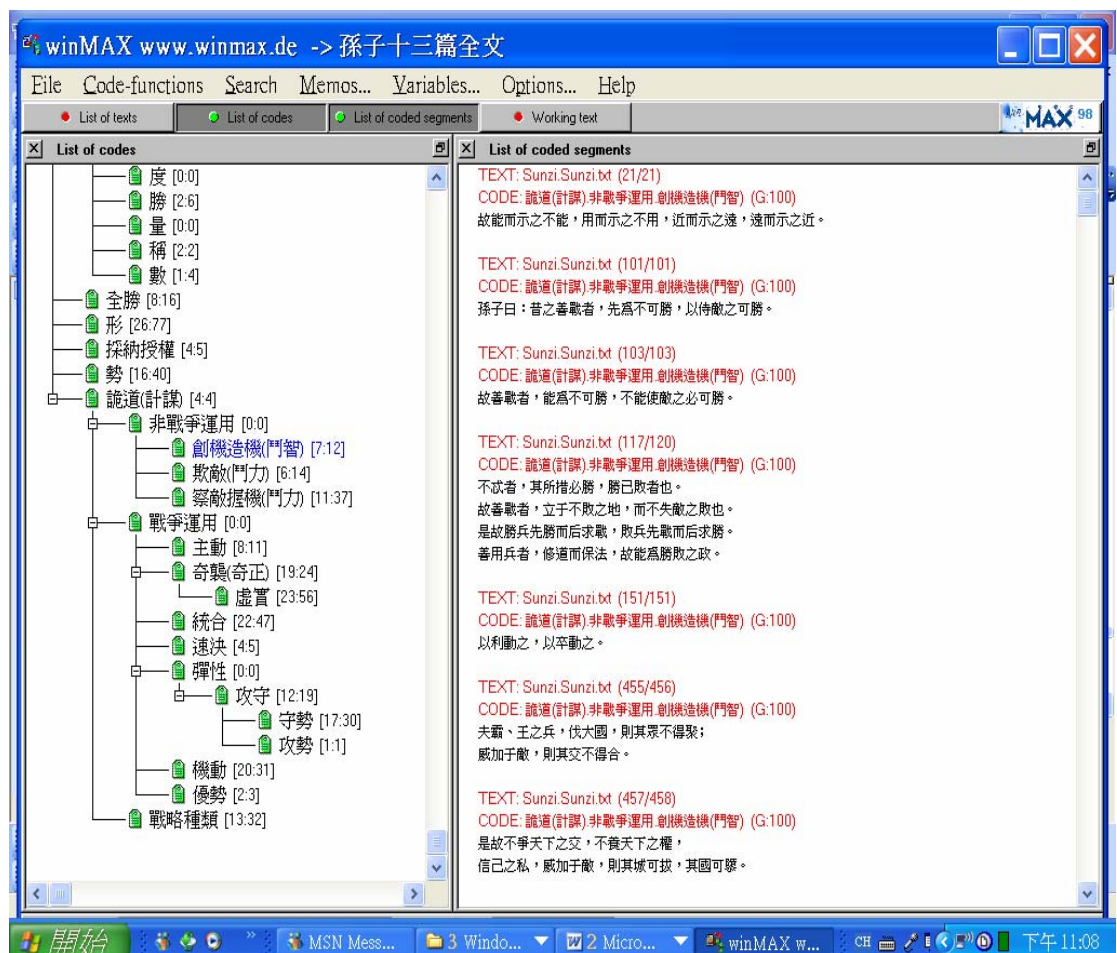 winMAX www.winmax.de -> 孫子十三篇全文
File Code-functions Search Memos... Variables... Options... Help
List of texts List of codes List of coded segments Working text winMAX 98
List of codes
度 [0:0]
勝 [2:6]
量 [0:0]
稱 [2:2]
數 [1:4]
全勝 [8:16]
形 [26:77]
採納授權 [4:5]
勢 [16:40]
詭道(計謀) [4:4]
非戰爭運用 [0:0]
創機造機(鬥智) [7:12]
欺敵(鬥力) [6:14]
察敵握機(鬥力) [11:37]
戰爭運用 [0:0]
主動 [8:11]
奇襲(奇正) [19:24]
虛實 [23:56]
統合 [22:47]
速決 [4:5]
彈性 [0:0]
攻守 [12:19]
守勢 [17:30]
攻勢 [1:1]
機動 [20:31]
優勢 [2:3]
戰略種類 [13:32]
List of coded segments
TEXT: Sunzi.Sunzi.txt (21/21)
CODE: 詭道(計謀).非戰爭運用.創機造機(鬥智) (G:100)
故能而示之不能，用而示之不用，近而示之遠，遠而示之近。
TEXT: Sunzi.Sunzi.txt (101/101)
CODE: 詭道(計謀).非戰爭運用.創機造機(鬥智) (G:100)
孫子曰：昔之善戰者，先爲不可勝，以侍敵之可勝。
TEXT: Sunzi.Sunzi.txt (103/103)
CODE: 詭道(計謀).非戰爭運用.創機造機(鬥智) (G:100)
故善戰者，能爲不可勝，不能使敵之必可勝。
TEXT: Sunzi.Sunzi.txt (117/120)
CODE: 詭道(計謀).非戰爭運用.創機造機(鬥智) (G:100)
不忒者，其所措必勝，勝已敗者也。
故善戰者，立于不敗之地，而不失敵之敗也。
是故勝兵先勝而后求戰，敗兵先戰而后求勝。
善用兵者，修道而保法，故能爲勝敗之政。
TEXT: Sunzi.Sunzi.txt (151/151)
CODE: 詭道(計謀).非戰爭運用.創機造機(鬥智) (G:100)
以利動之，以卒動之。
TEXT: Sunzi.Sunzi.txt (455/456)
CODE: 詭道(計謀).非戰爭運用.創機造機(鬥智) (G:100)
夫霸、王之兵，伐大國，則其眾不得聚；
威加于敵，則其交不得合。
TEXT: Sunzi.Sunzi.txt (457/458)
CODE: 詭道(計謀).非戰爭運用.創機造機(鬥智) (G:100)
是故不爭天下之交，不養天下之權，
信己之私，威加于敵，則其城可拔，其國可隳。
開始 MSN Mess... 3 Windo... 2 Micro... winMAX w... CH 下午 11:08